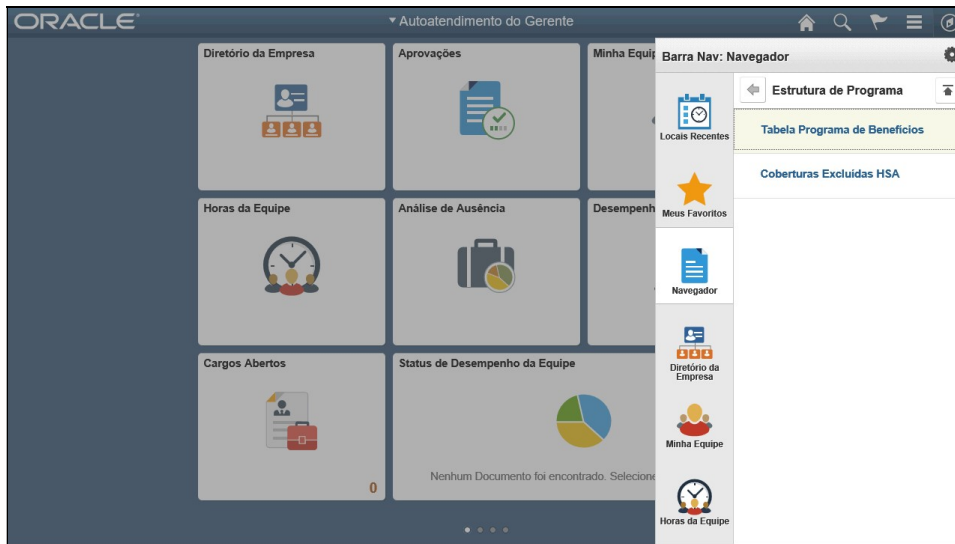 ORACLE
Autoatendimento do Gerente
Diretório da Empresa
Aprovações
Minha Equip
Horas da Equipe
Análise de Ausência
Desempenh
Cargos Abertos
0
Status de Desempenho da Equipe
Nenhum Documento foi encontrado. Selecione
Barra Nav: Navegador
Locais Recentes
Meus Favoritos
Navegador
Diretório da
Empresa
Minha Equipe
Horas da Equipe
Estrutura de Programa
Tabela Programa de Benefícios
Coberturas Excluidas HSA